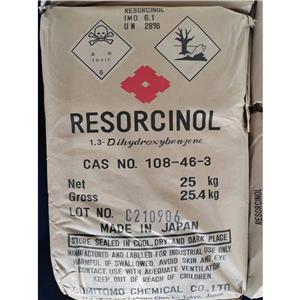 RESORCINOL
IMO 6.1
UN 2876
TOXIC
6
RESORCINOL
1,3-Dihydroxybenzene
CAS NO. 108-46-3
Net 25 kg
Gross 25.4 kg
LOT NO. C210906
MADE IN JAPAN
STORE SEALED IN COOL, DRY AND DARK PLACE
MANUFACTURED AND LABELED FOR INDUSTRIAL USE ONLY
HARMFUL IF SWALLOWED. AVOID SKIN AND EYE
CONTACT USE WITH ADEQUATE VENTILATION.
KEEP OUT OF REACH OF CHILDREN.
SUMITOMO CHEMICAL CO., LTD.